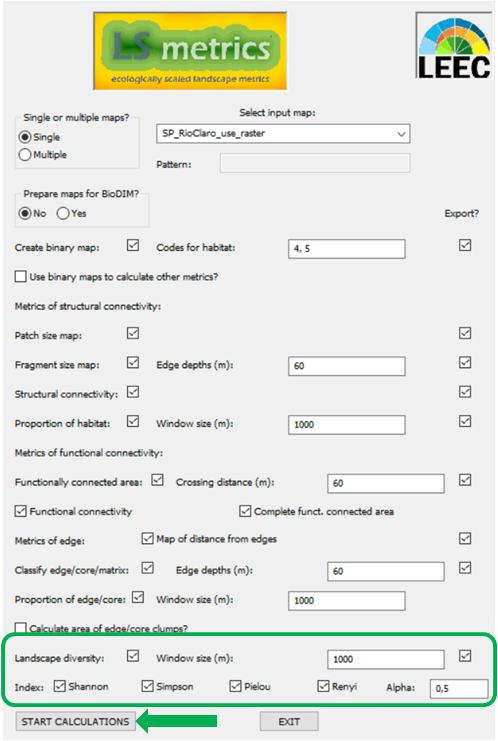 LS metrics
ecologically scaled landscape metrics
LEEC
Single or multiple maps?
Single
Multiple
Select input map:
SP_RioClaro_use_raster
Pattern:
Prepare maps for BioDIM?
No Yes
Export?
Create binary map: Codes for habitat: 4, 5
Use binary maps to calculate other metrics?
Metrics of structural connectivity:
Patch size map:
Fragment size map: Edge depths (m): 60
Structural connectivity:
Proportion of habitat: Window size (m): 1000
Metrics of functional connectivity:
Functionally connected area: Crossing distance (m): 60
Functional connectivity Complete funct. connected area
Metrics of edge: Map of distance from edges
Classify edge/core/matrix: Edge depths (m): 60
Proportion of edge/core: Window size (m): 1000
Calculate area of edge/core clumps?
Landscape diversity: Window size (m): 1000
Index: Shannon Simpson Pielou Renyi Alpha: 0,5
START CALCULATIONS EXIT